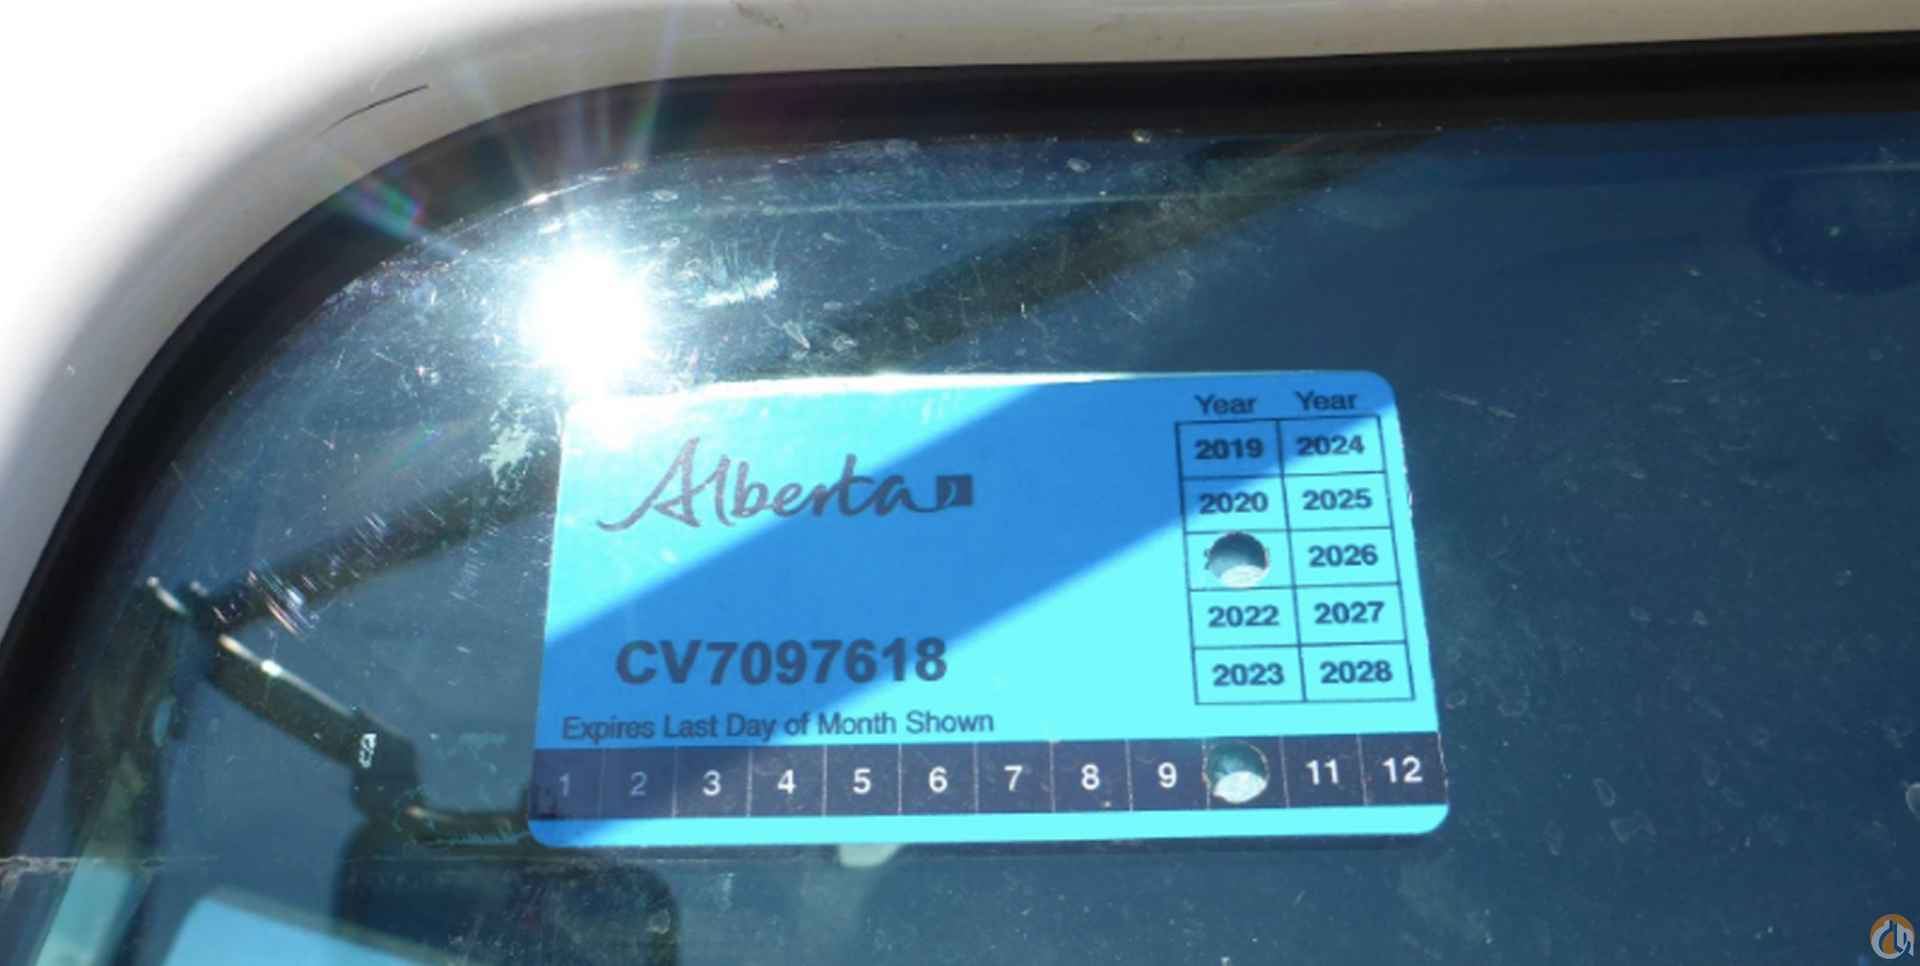 Alberta
Year Year
2019 2024
2020 2025
2026
2022 2027
2023 2028
CV7097618
Expires Last Day of Month Shown
1 2 3 4 5 6 7 8 9 11 12